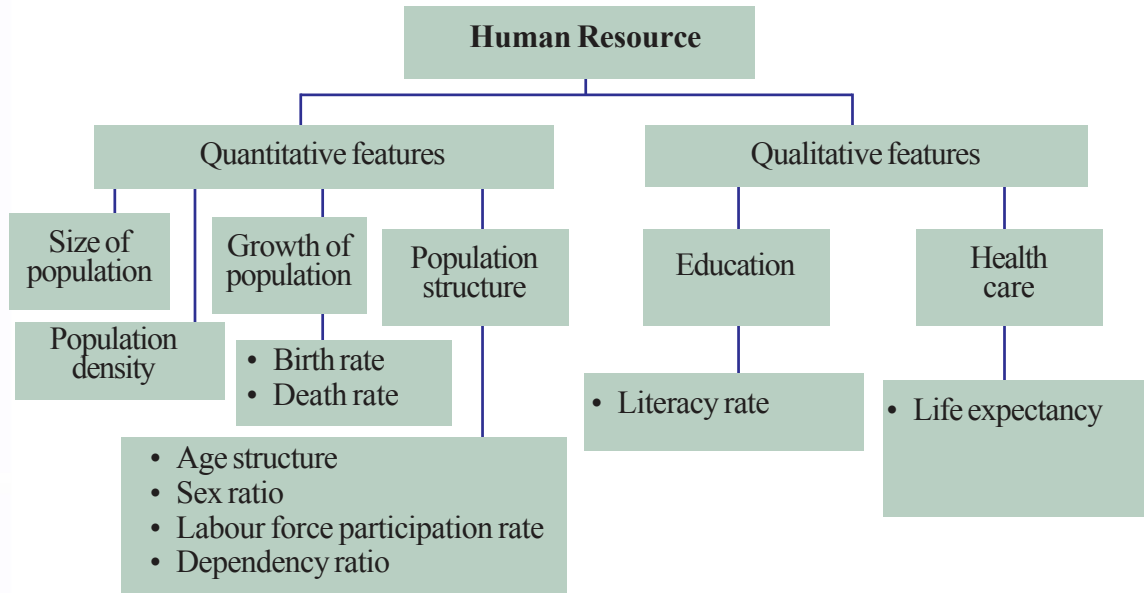 Human Resource
Quantitative features
Qualitative features
Size of
population
Population
density
Growth of
population
• Birth rate
• Death rate
Population
structure
• Age structure
• Sex ratio
• Labour force participation rate
• Dependency ratio
Education
• Literacy rate
Health
care
• Life expectancy